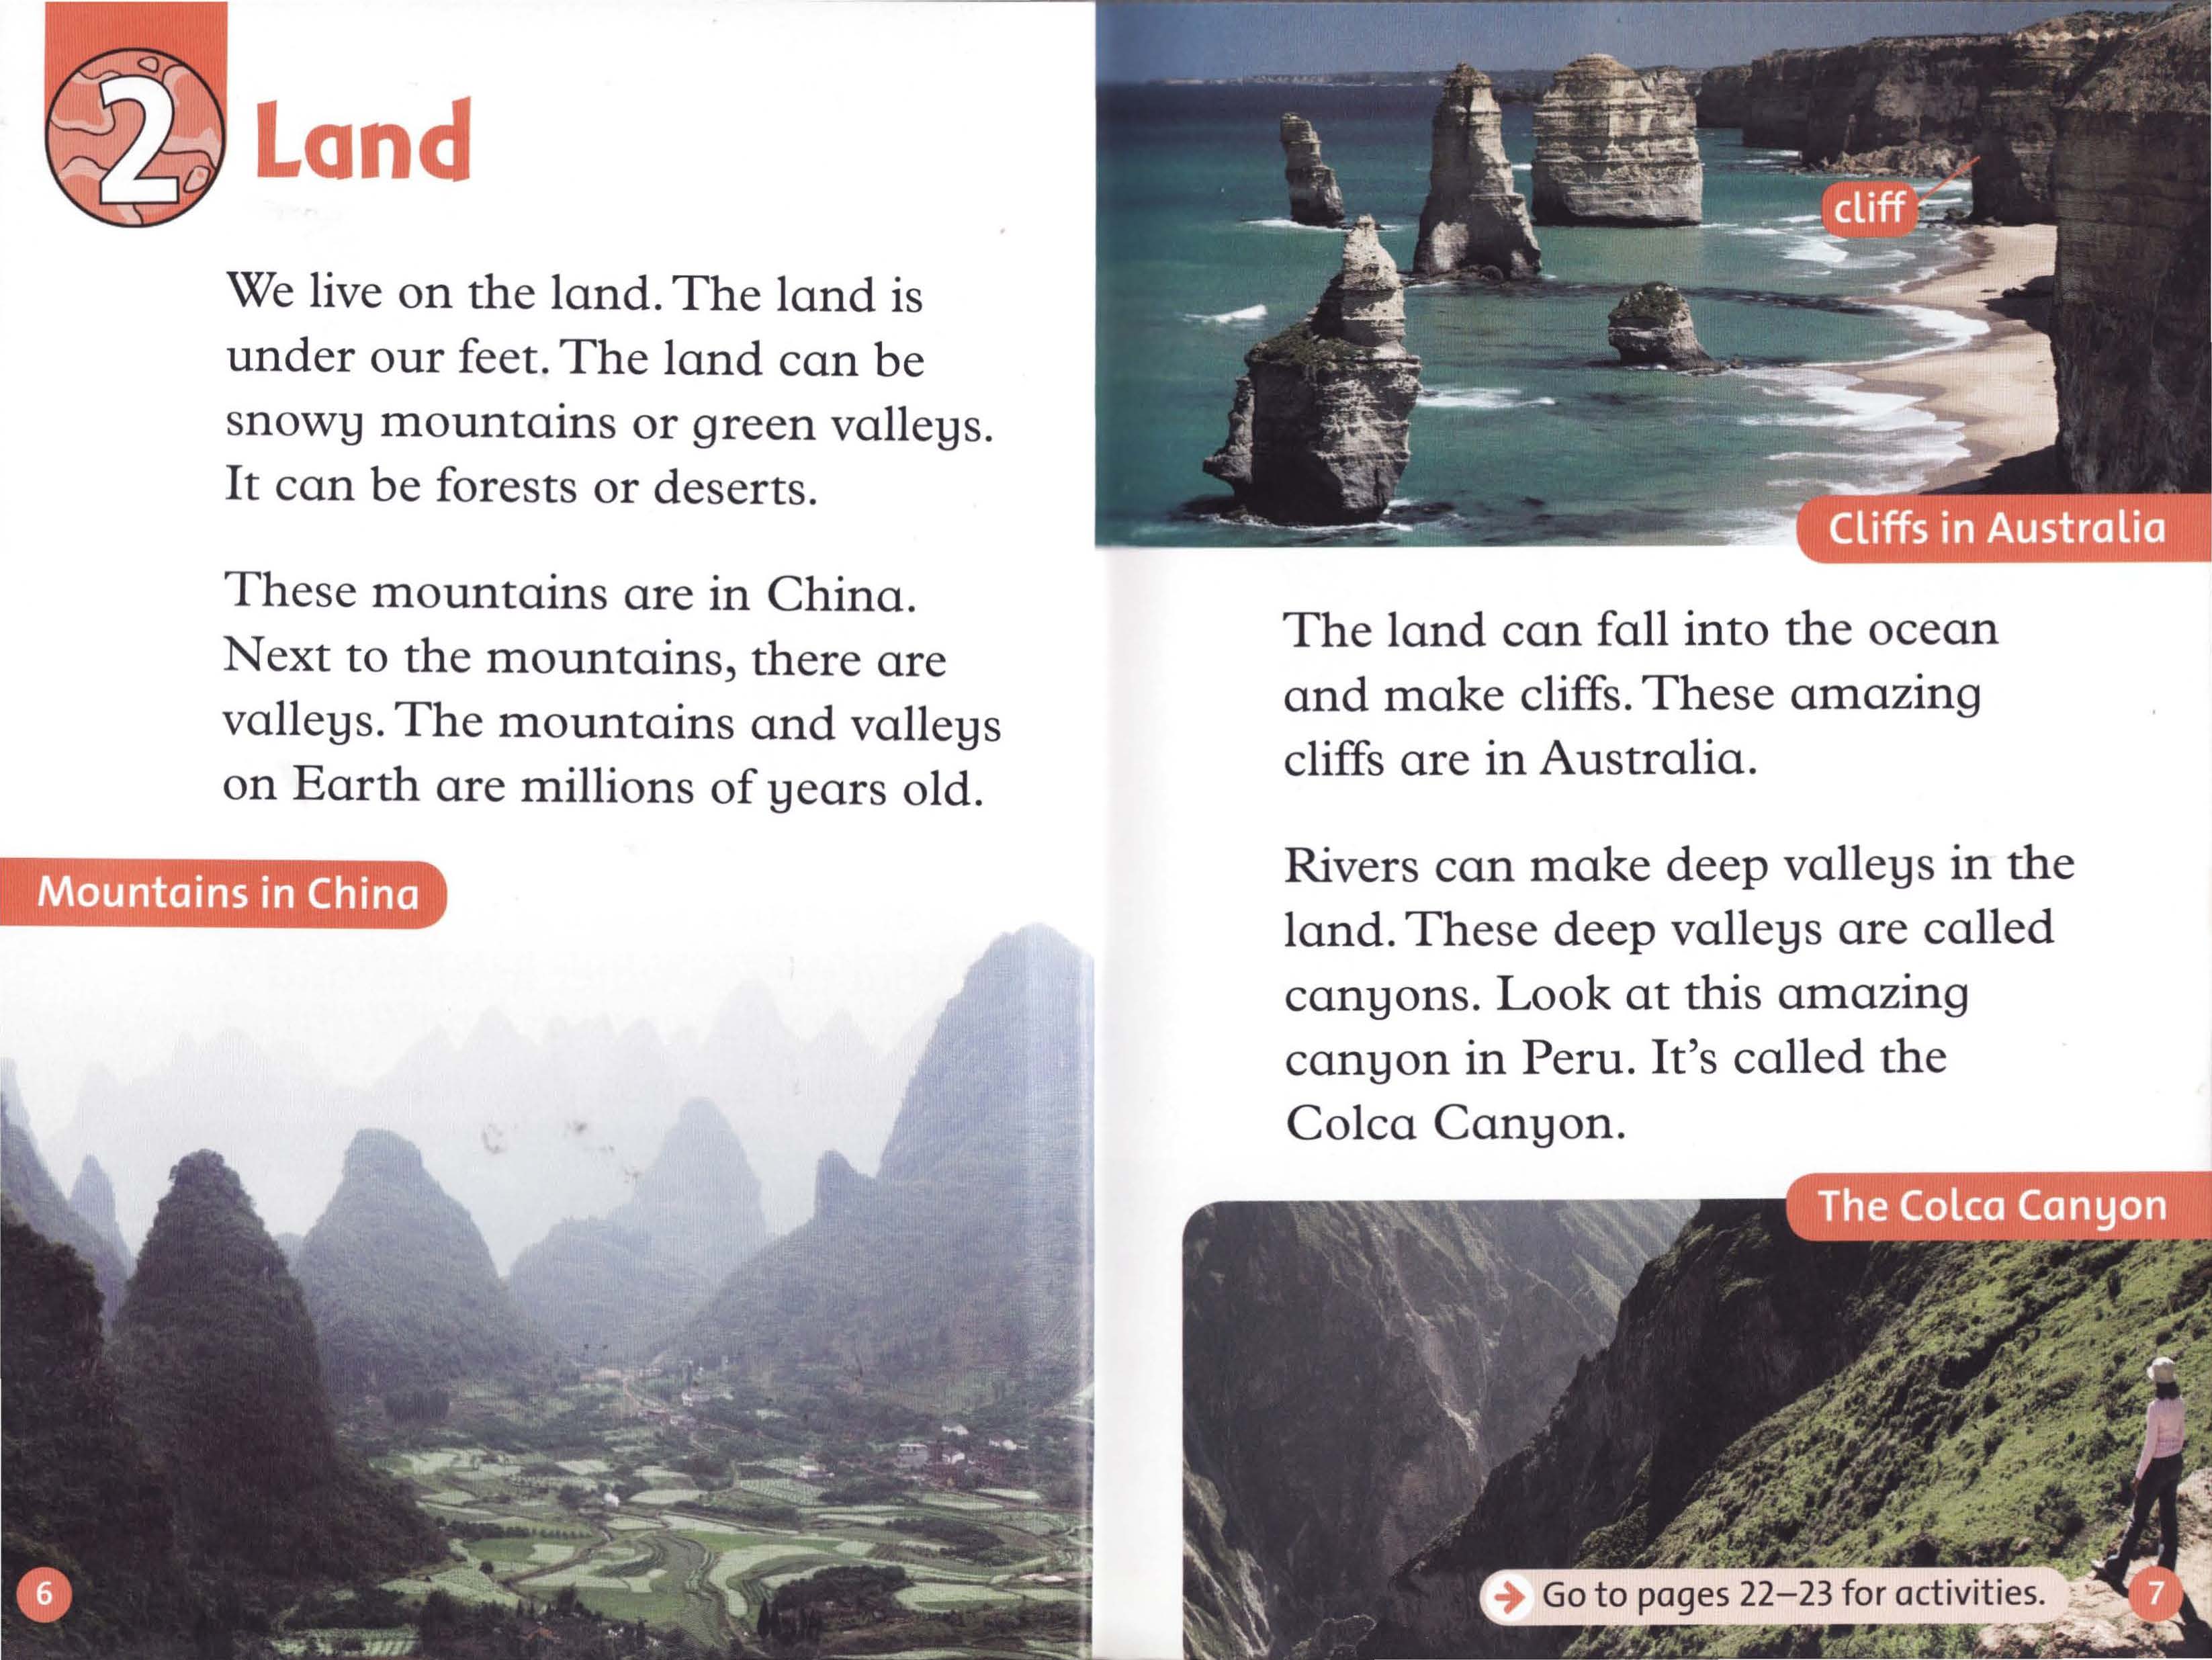 2
Land
We live on the land. The land is
under our feet. The land can be
snowy mountains or green valleys.
It can be forests or deserts.
These mountains are in China.
Next to the mountains, there are
valleys. The mountains and valleys
on Earth are millions of years old.
Mountains in China
6
cliff
Cliffs in Australia
The land can fall into the ocean
and make cliffs. These amazing
cliffs are in Australia.
Rivers can make deep valleys in the
land. These deep valleys are called
canyons. Look at this amazing
canyon in Peru. It's called the
Colca Canyon.
The Colca Canyon
Go to pages 22–23 for activities.
7